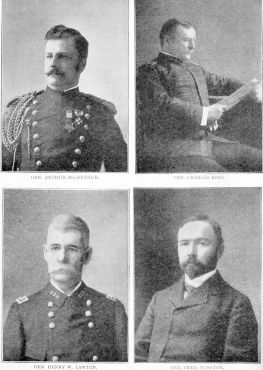 GEN. ARTHUR MacARTHUR.
GEN. CHARLES KING.
GEN. HENRY W. LAWTON.
GEN. FRED FUNSTON.